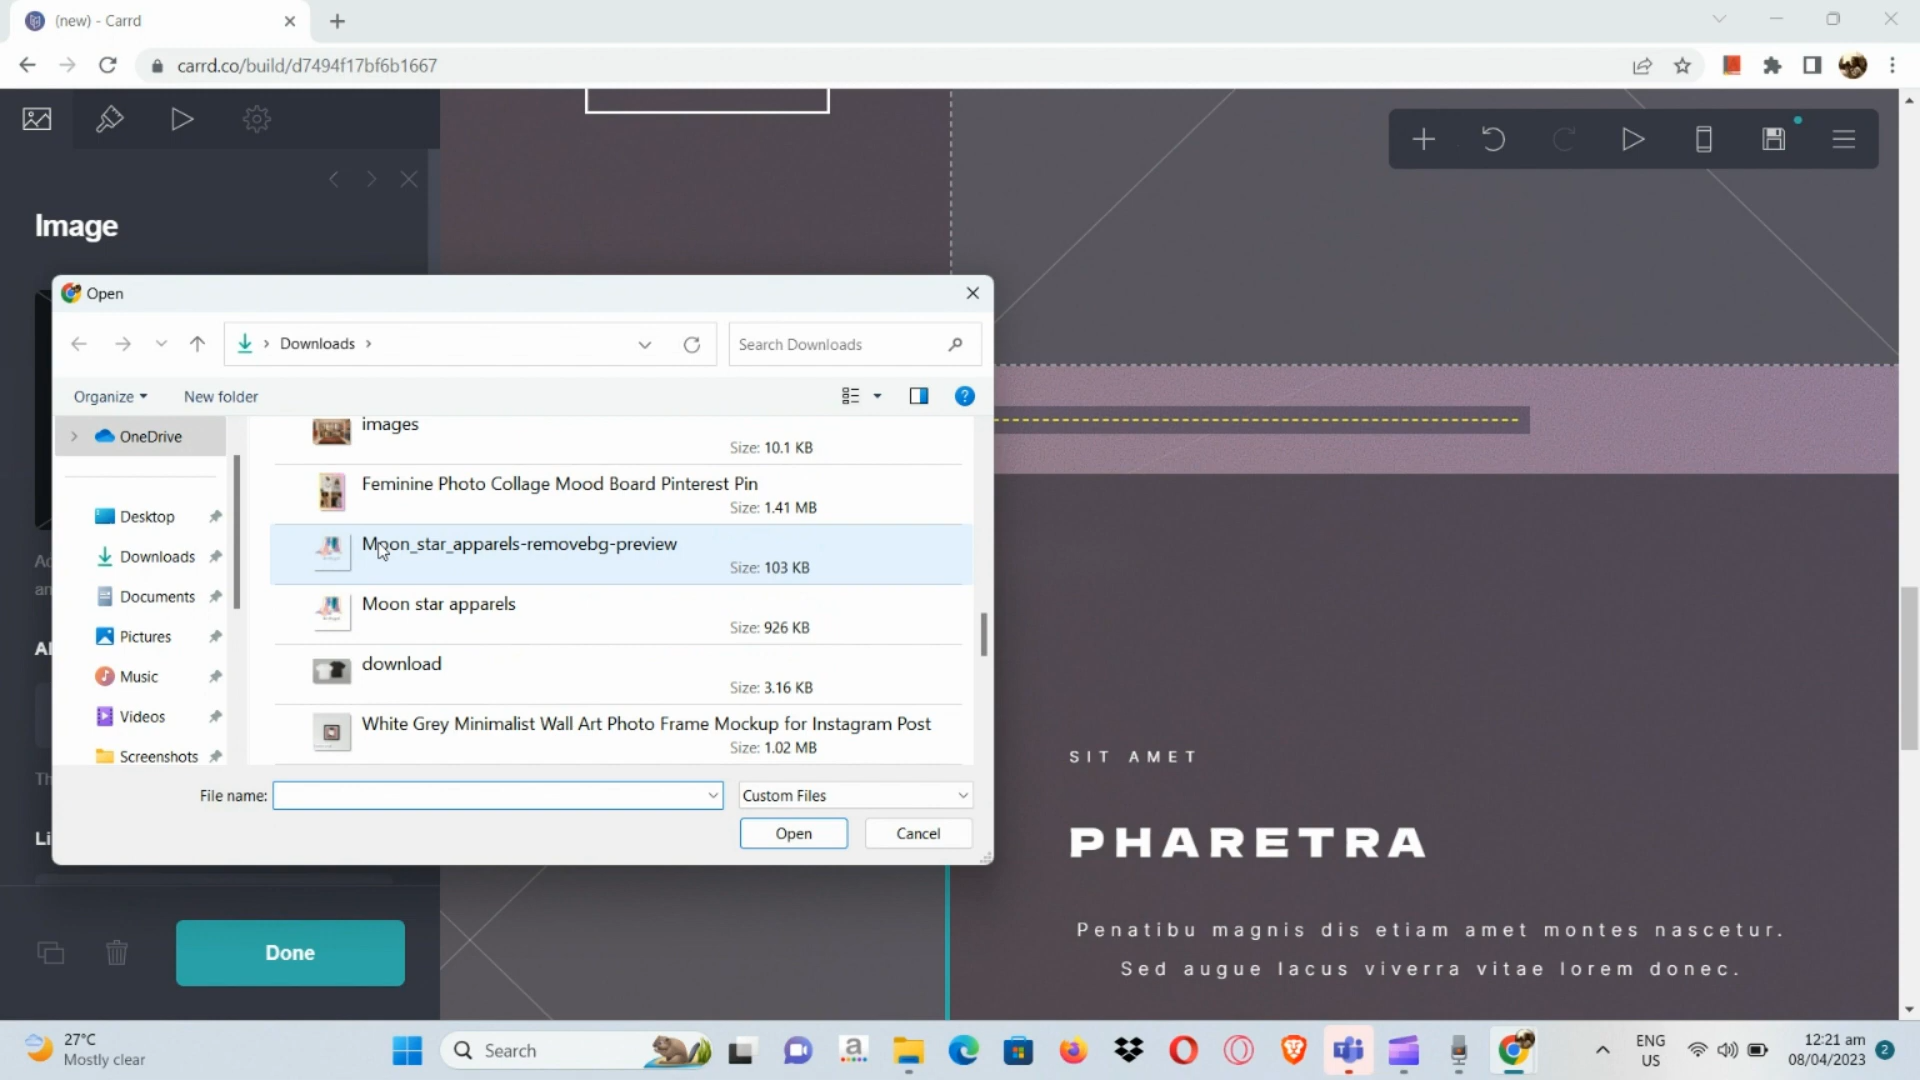 (new) - Carrd
carrd.co/build/d7494f17bf6b1667
Image
Open
Downloads
Search Downloads
Organize
New folder
OneDrive
Desktop
Downloads
Documents
Pictures
Music
Videos
Screenshots
images
Size: 10.1 KB
Feminine Photo Collage Mood Board Pinterest Pin
Size: 1.41 MB
Moon_star_apparels-removebg-preview
Size: 103 KB
Moon star apparels
Size: 926 KB
download
Size: 3.16 KB
White Grey Minimalist Wall Art Photo Frame Mockup for Instagram Post
Size: 1.02 MB
File name:
Custom Files
Open
Cancel
Done
SIT AMET
PHARETRA
Penatibu magnis dis etiam amet montes nascetur.
Sed augue lacus viverra vitae lorem donec.
27°C
Mostly clear
Search
ENG
US
12:21 am
08/04/2023
2